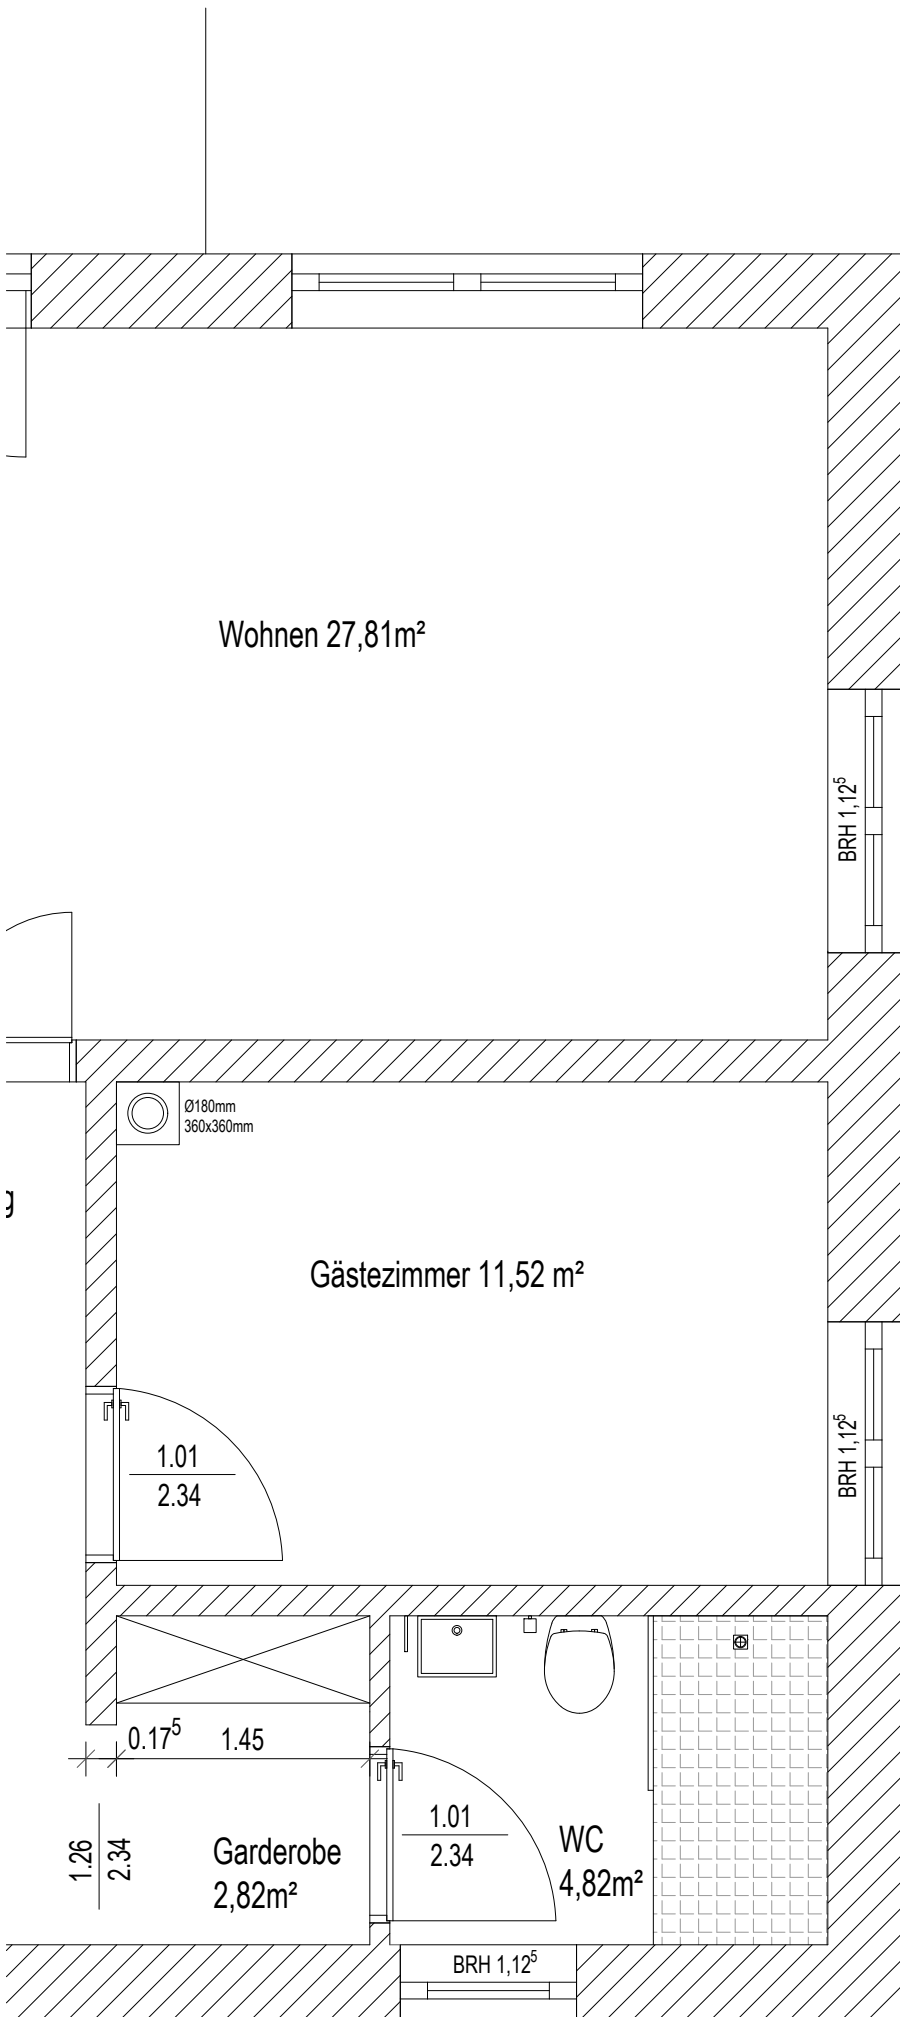 Wohnen 27,81m²
BRH 1,12⁵
Ø180mm
360x360mm
g
Gästezimmer 11,52 m²
BRH 1,12⁵
1.01
2.34
0.17⁵
1.45
1.26
2.34
Garderobe
2,82m²
1.01
2.34
WC
4,82m²
BRH 1,12⁵